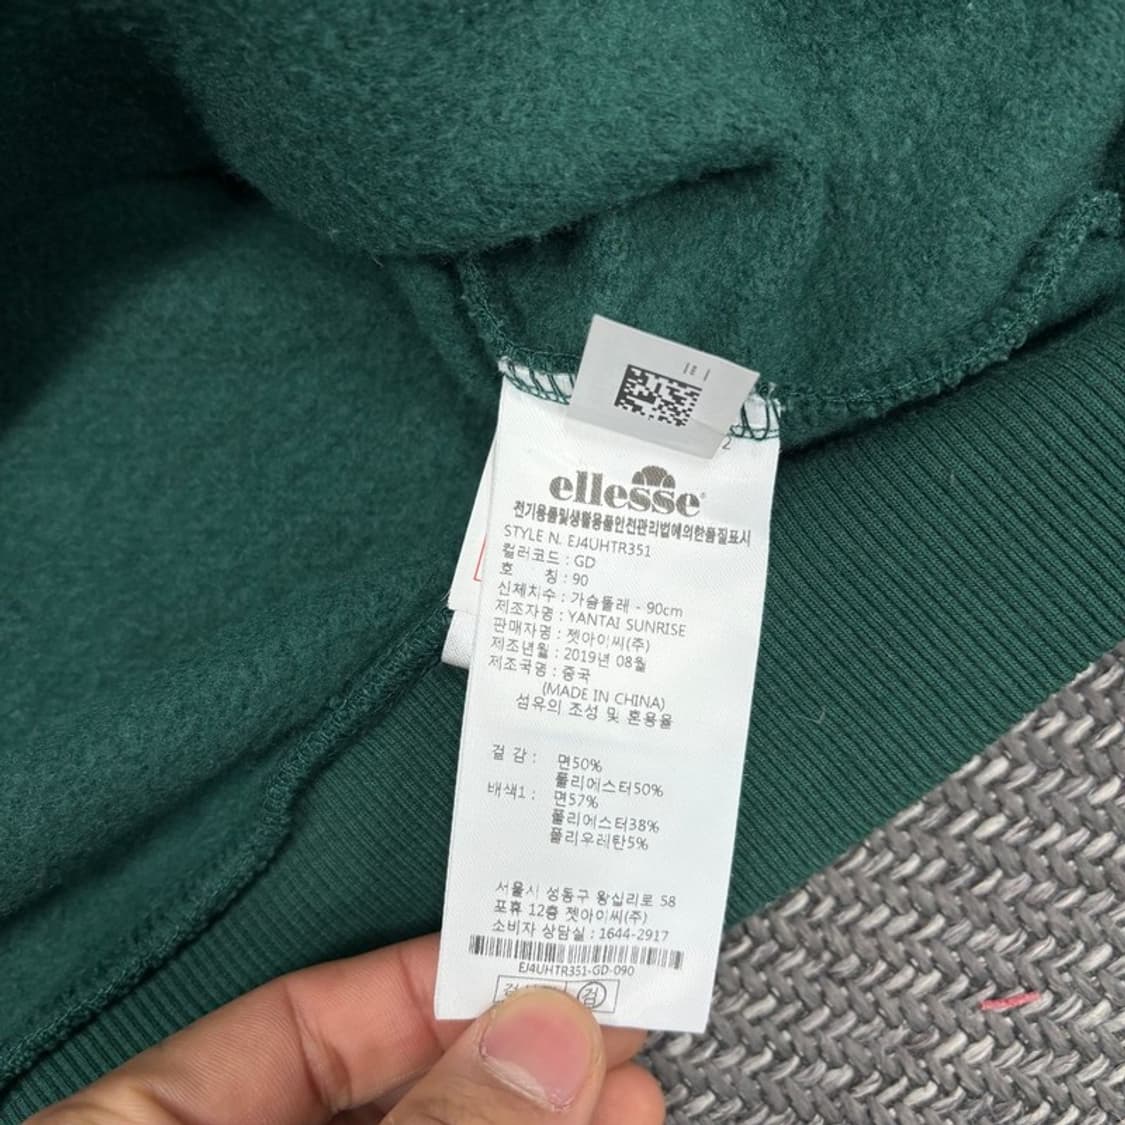 ellesse
전기용품및생활용품안전관리법에의한품질표시
STYLE N. EJ4UHTR351
컬러코드 : GD
호 칭 : 90
신체치수 : 가슴둘레 - 90cm
제조자명 : YANTAI SUNRISE
판매자명 : 젯아이씨(주)
제조년월 : 2019년 08월
제조국명 : 중국
(MADE IN CHINA)
섬유의 조성 및 혼용율
겉 감 : 면50%
폴리에스터50%
배색1 : 면57%
폴리에스터38%
폴리우레탄5%
서울시 성동구 왕십리로 58
포휴 12층 젯아이씨(주)
소비자 상담실 : 1644-2917
EJ4UHTR351-GD-090
검